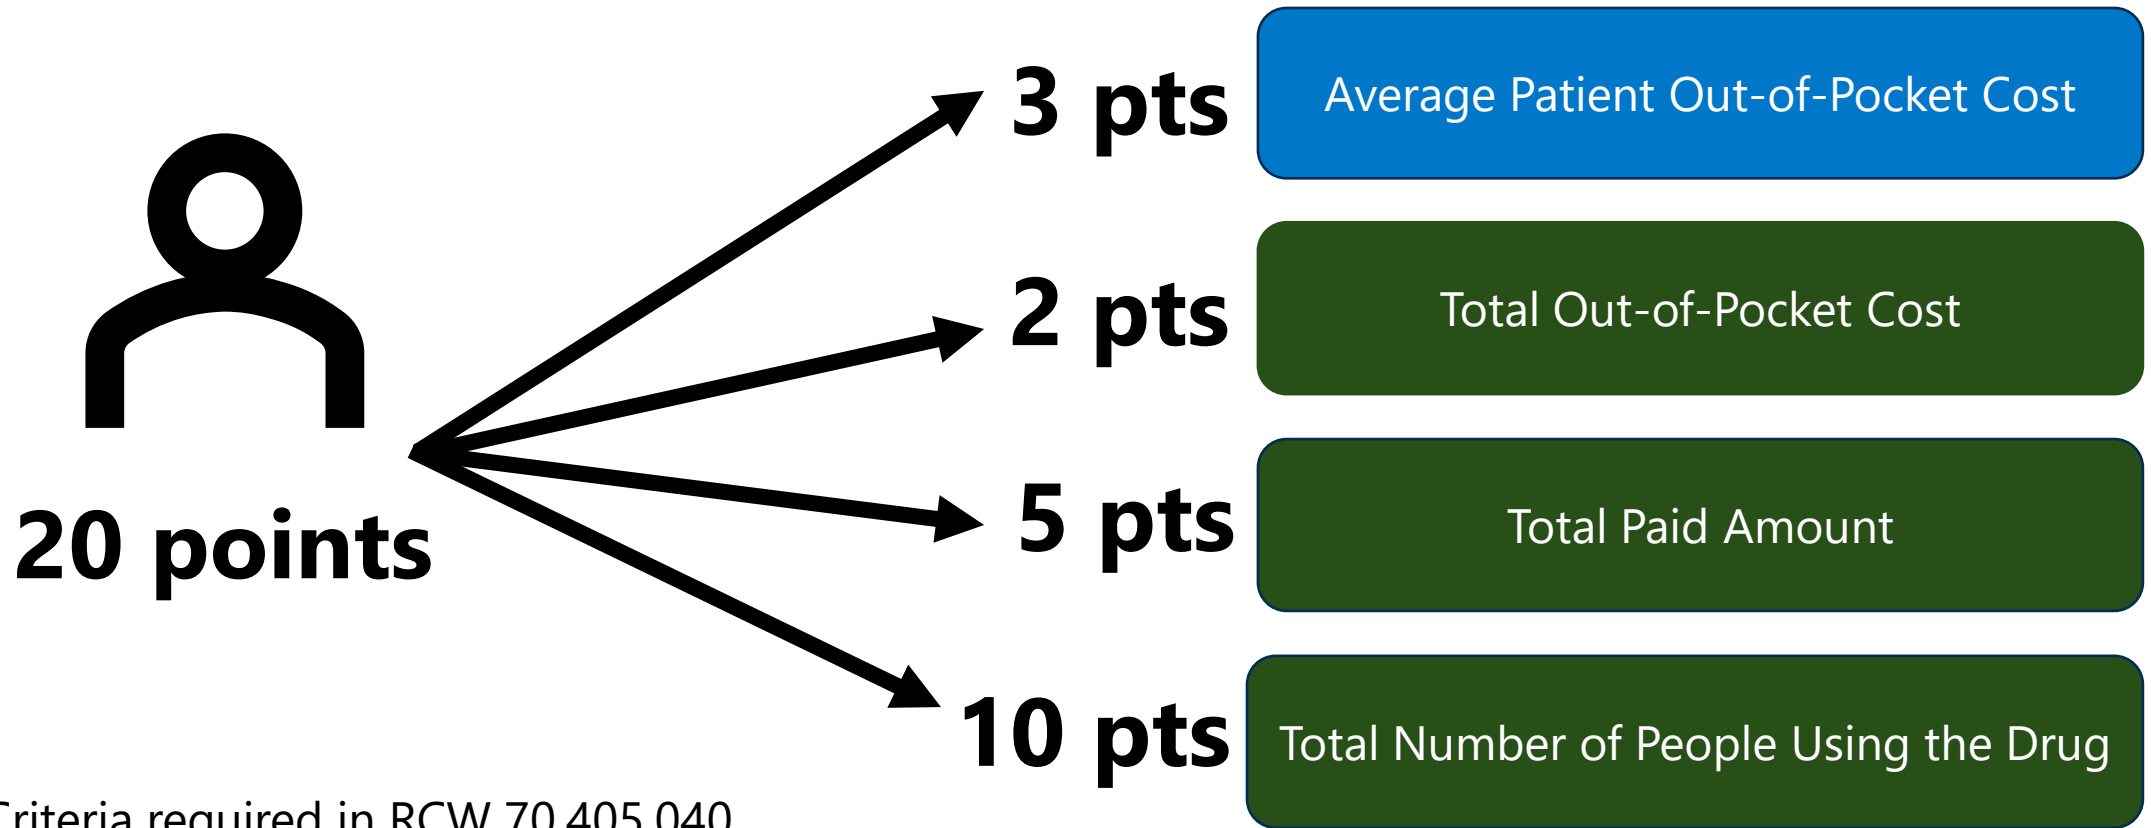 3 pts
Average Patient Out-of-Pocket Cost
2 pts
Total Out-of-Pocket Cost
20 points
5 pts
Total Paid Amount
10 pts
Total Number of People Using the Drug
Criteria required in RCW 70.405.040